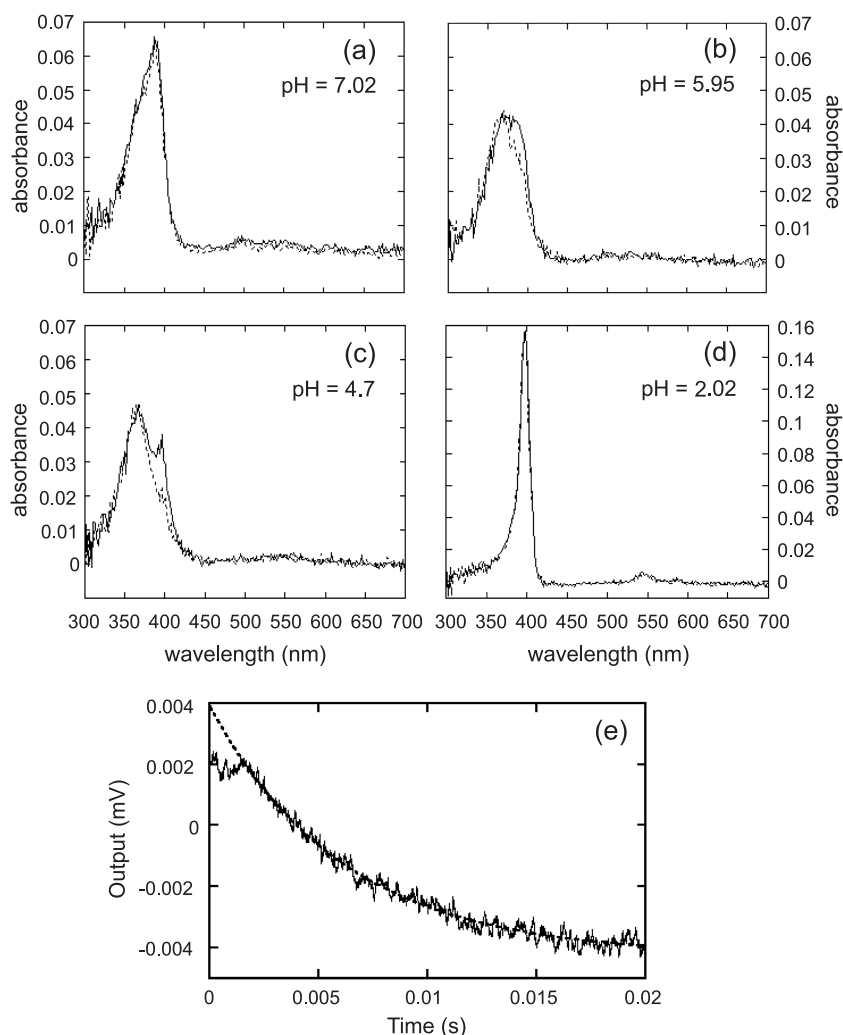 0.07
0.06
0.05
0.04
0.03
0.02
0.01
0
absorbance
(a)
pH = 7.02
(b)
pH = 5.95
0.07
0.06
0.05
0.04
0.03
0.02
0.01
0
absorbance
0.07
0.06
0.05
0.04
0.03
0.02
0.01
0
absorbance
(c)
pH = 4.7
300 350 400 450 500 550 600 650 700
wavelength (nm)
(d)
pH = 2.02
0.16
0.14
0.12
0.10
0.08
0.06
0.04
0.02
0
absorbance
300 350 400 450 500 550 600 650 700
wavelength (nm)
0.004
0.002
0
-0.002
-0.004
Output (mV)
(e)
0 0.005 0.01 0.015 0.02
Time (s)